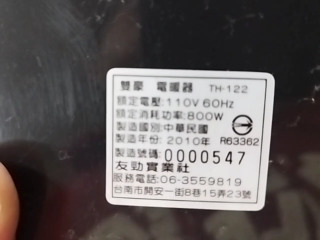 雙豪 電暖器 TH-122
額定電壓:110V 60Hz
額定消耗功率:800W
製造國別:中華民國
製造年份:2010年 R63362
製造號碼:0000547
友勁實業社
服務電話:06-3559819
台南市開安一街8巷15弄23號